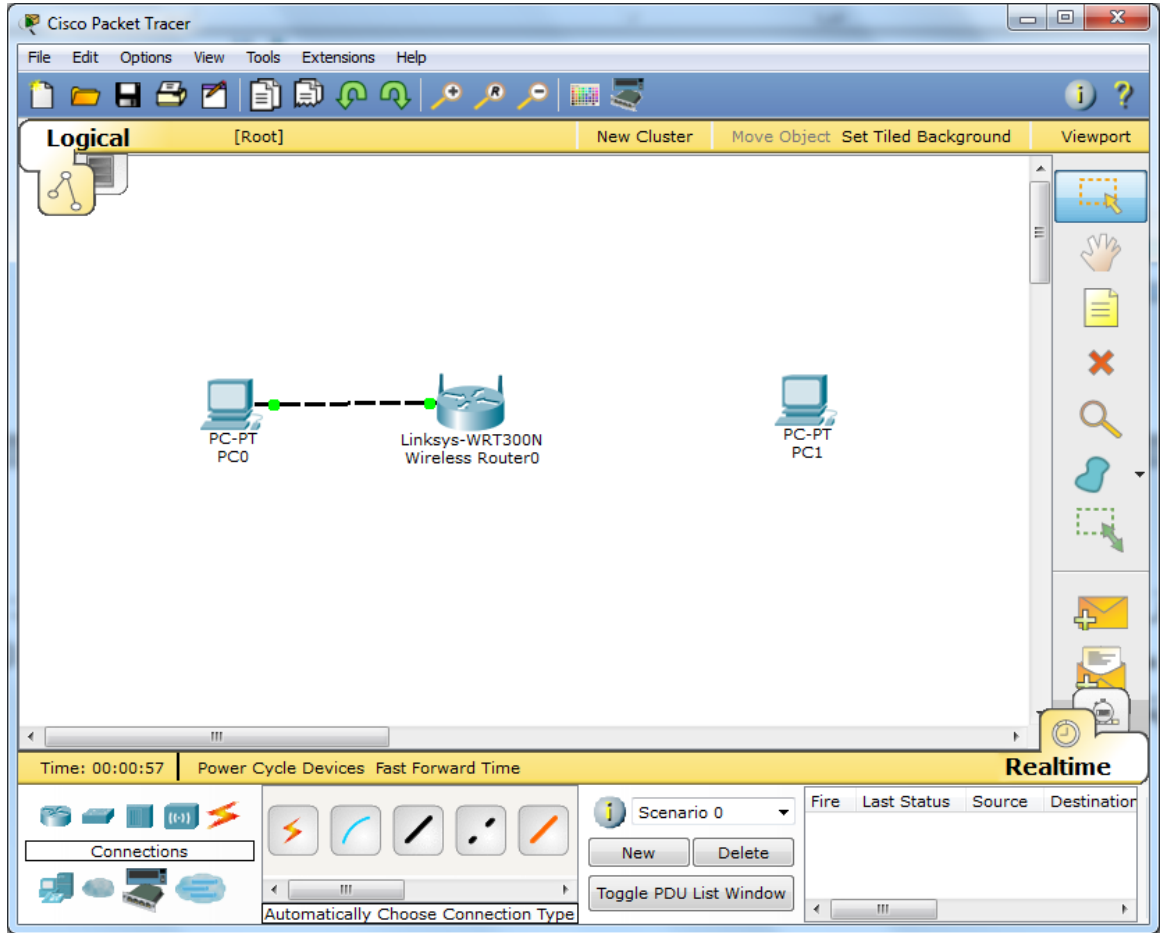 Cisco Packet Tracer
File Edit Options View Tools Extensions Help
Logical [Root] New Cluster Move Object Set Tiled Background Viewport
PC-PT
PC0
Linksys-WRT300N
Wireless Router0
PC-PT
PC1
Time: 00:00:57 Power Cycle Devices Fast Forward Time Realtime
Connections
Automatically Choose Connection Type
Scenario 0
New Delete
Toggle PDU List Window
Fire Last Status Source Destination